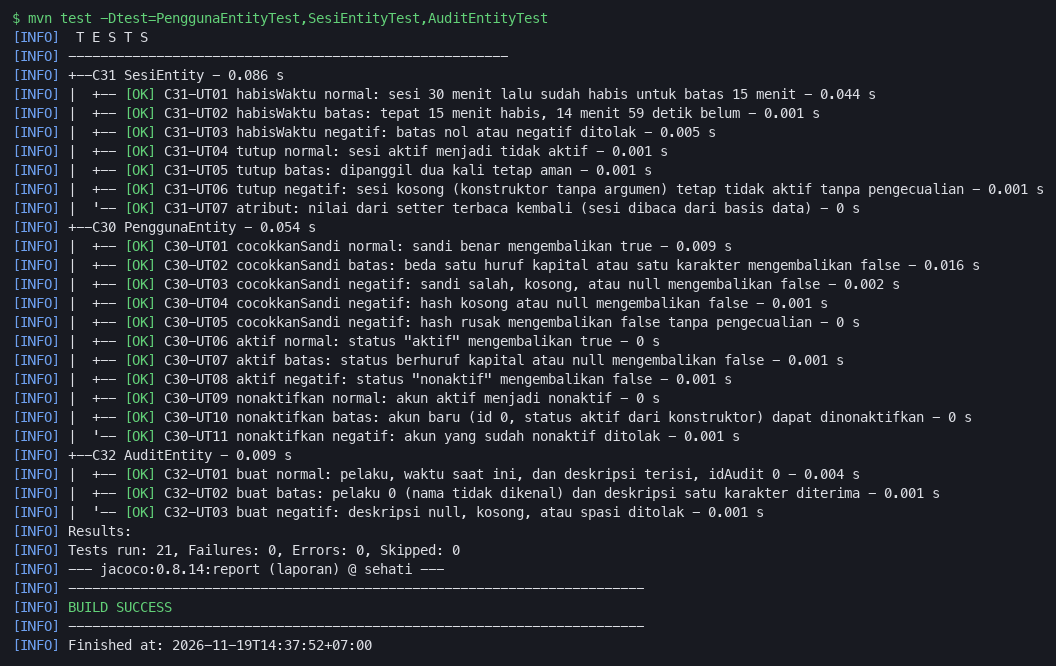 $ mvn test -Dtest=PenggunaEntityTest,SesiEntityTest,AuditEntityTest
[INFO]  T E S T S
[INFO] -------------------------------------------------------
[INFO] +--C31 SesiEntity - 0.086 s
[INFO] |  +-- [OK] C31-UT01 habisWaktu normal: sesi 30 menit lalu sudah habis untuk batas 15 menit - 0.044 s
[INFO] |  +-- [OK] C31-UT02 habisWaktu batas: tepat 15 menit habis, 14 menit 59 detik belum - 0.001 s
[INFO] |  +-- [OK] C31-UT03 habisWaktu negatif: batas nol atau negatif ditolak - 0.005 s
[INFO] |  +-- [OK] C31-UT04 tutup normal: sesi aktif menjadi tidak aktif - 0.001 s
[INFO] |  +-- [OK] C31-UT05 tutup batas: dipanggil dua kali tetap aman - 0.001 s
[INFO] |  +-- [OK] C31-UT06 tutup negatif: sesi kosong (konstruktor tanpa argumen) tetap tidak aktif tanpa pengecualian - 0.001 s
[INFO] |  '-- [OK] C31-UT07 atribut: nilai dari setter terbaca kembali (sesi dibaca dari basis data) - 0 s
[INFO] +--C30 PenggunaEntity - 0.054 s
[INFO] |  +-- [OK] C30-UT01 cocokkanSandi normal: sandi benar mengembalikan true - 0.009 s
[INFO] |  +-- [OK] C30-UT02 cocokkanSandi batas: beda satu huruf kapital atau satu karakter mengembalikan false - 0.016 s
[INFO] |  +-- [OK] C30-UT03 cocokkanSandi negatif: sandi salah, kosong, atau null mengembalikan false - 0.002 s
[INFO] |  +-- [OK] C30-UT04 cocokkanSandi negatif: hash kosong atau null mengembalikan false - 0.001 s
[INFO] |  +-- [OK] C30-UT05 cocokkanSandi negatif: hash rusak mengembalikan false tanpa pengecualian - 0 s
[INFO] |  +-- [OK] C30-UT06 aktif normal: status "aktif" mengembalikan true - 0 s
[INFO] |  +-- [OK] C30-UT07 aktif batas: status berhuruf kapital atau null mengembalikan false - 0.001 s
[INFO] |  +-- [OK] C30-UT08 aktif negatif: status "nonaktif" mengembalikan false - 0.001 s
[INFO] |  +-- [OK] C30-UT09 nonaktifkan normal: akun aktif menjadi nonaktif - 0 s
[INFO] |  +-- [OK] C30-UT10 nonaktifkan batas: akun baru (id 0, status aktif dari konstruktor) dapat dinonaktifkan - 0 s
[INFO] |  '-- [OK] C30-UT11 nonaktifkan negatif: akun yang sudah nonaktif ditolak - 0.001 s
[INFO] +--C32 AuditEntity - 0.009 s
[INFO] |  +-- [OK] C32-UT01 buat normal: pelaku, waktu saat ini, dan deskripsi terisi, idAudit 0 - 0.004 s
[INFO] |  +-- [OK] C32-UT02 buat batas: pelaku 0 (nama tidak dikenal) dan deskripsi satu karakter diterima - 0.001 s
[INFO] |  '-- [OK] C32-UT03 buat negatif: deskripsi null, kosong, atau spasi ditolak - 0.001 s
[INFO] Results:
[INFO] Tests run: 21, Failures: 0, Errors: 0, Skipped: 0
[INFO] --- jacoco:0.8.14:report (laporan) @ sehati ---
[INFO] ------------------------------------------------------------------------
[INFO] BUILD SUCCESS
[INFO] ------------------------------------------------------------------------
[INFO] Finished at: 2026-11-19T14:37:52+07:00